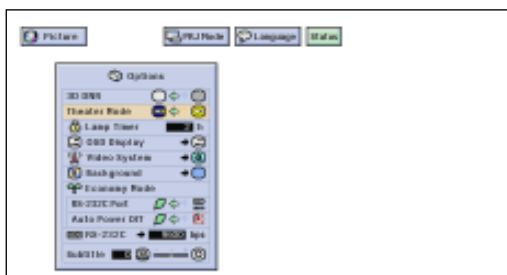 Picture
PRJ Mode
Language
Status
Options
3D DNR
Theater Mode
Lamp Timer h
OSD Display
Video System
Background
Economy Mode
RS-232C Port
Auto Power Off
RS-232C bps
Subtitle